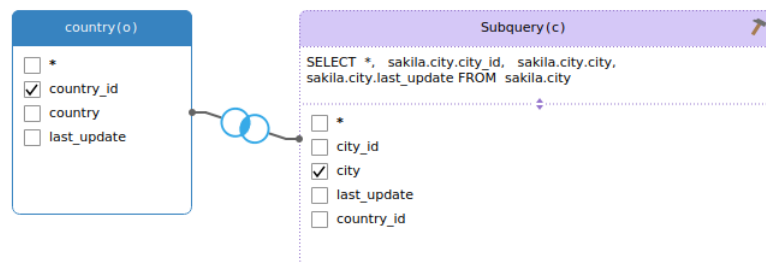 country(o)
*
country_id
country
last_update
Subquery(c)
SELECT *, sakila.city.city_id, sakila.city.city,
sakila.city.last_update FROM sakila.city
*
city_id
city
last_update
country_id